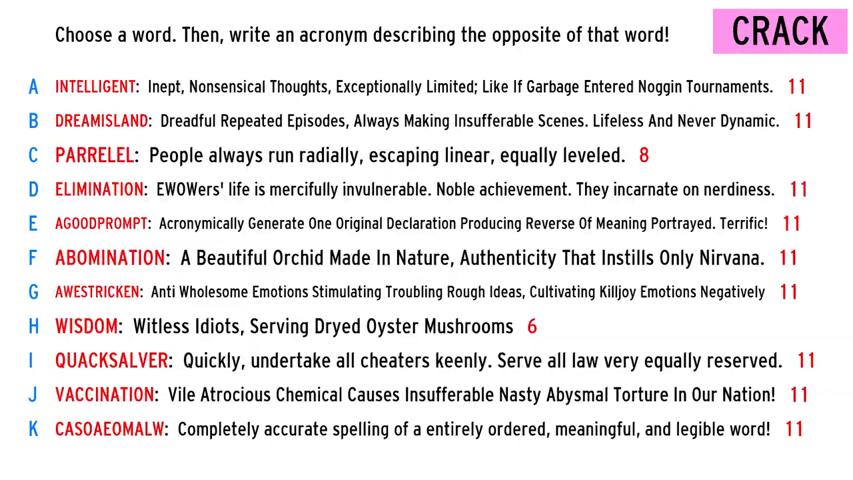 Choose a word. Then, write an acronym describing the opposite of that word!
CRACK
A INTELLIGENT: Inept, Nonsensical Thoughts, Exceptionally Limited; Like If Garbage Entered Noggin Tournaments. 11
B DREAMISLAND: Dreadful Repeated Episodes, Always Making Insufferable Scenes. Lifeless And Never Dynamic. 11
C PARRELEL: People always run radially, escaping linear, equally leveled. 8
D ELIMINATION: EWOWers' life is mercifully invulnerable. Noble achievement. They incarnate on nerdiness. 11
E AGOODPROMPT: Acronymically Generate One Original Declaration Producing Reverse Of Meaning Portrayed. Terrific! 11
F ABOMINATION: A Beautiful Orchid Made In Nature, Authenticity That Instills Only Nirvana. 11
G AWESTRICKEN: Anti Wholesome Emotions Stimulating Troubling Rough Ideas, Cultivating Killjoy Emotions Negatively 11
H WISDOM: Witless Idiots, Serving Dryed Oyster Mushrooms 6
I QUACKSALVER: Quickly, undertake all cheaters keenly. Serve all law very equally reserved. 11
J VACCINATION: Vile Atrocious Chemical Causes Insufferable Nasty Abysmal Torture In Our Nation! 11
K CASOAEOMALW: Completely accurate spelling of a entirely ordered, meaningful, and legible word! 11